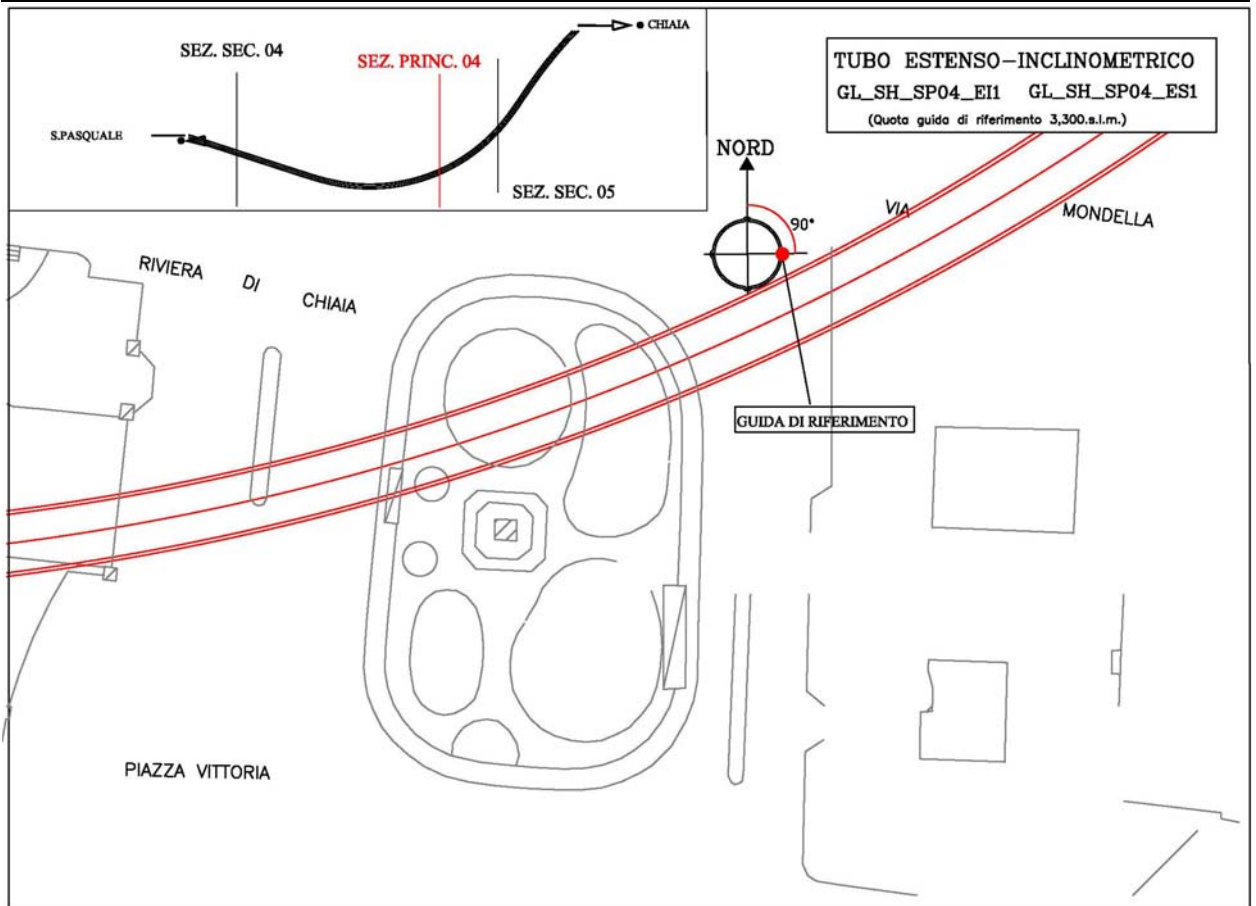 CHIAIA
SEZ. SEC. 04
SEZ. PRINC. 04
S.PASQUALE
SEZ. SEC. 05
TUBO ESTENSO-INCLINOMETRICO
GL_SH_SP04_EI1 GL_SH_SP04_ES1
(Quota guida di riferimento 3,300.s.l.m.)
NORD
90°
VIA MONDELLA
RIVIERA DI CHIAIA
GUIDA DI RIFERIMENTO
PIAZZA VITTORIA